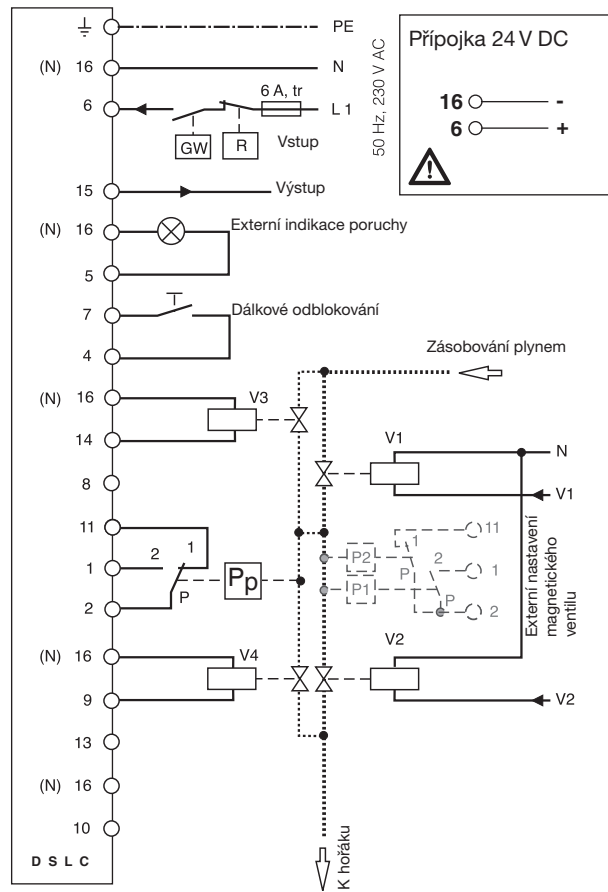 PE
(N) 16 N
6 6 A, tr L 1
GW R Vstup
50 Hz, 230 V AC
Přípojka 24 V DC
16 -
6 +
15 Výstup
(N) 16 Externí indikace poruchy
5
7 Dálkové odblokování
4
Zásobování plynem
(N) 16 V3
14
V1 N
8 V1
11 1
2
1 P Pp
2
P2 1 11
P 2 1
P1 P 2
Externí nastavení
magnetického
ventilu
(N) 16 V4 V2
9 V2
13
(N) 16
10
D S L C
K hořáku